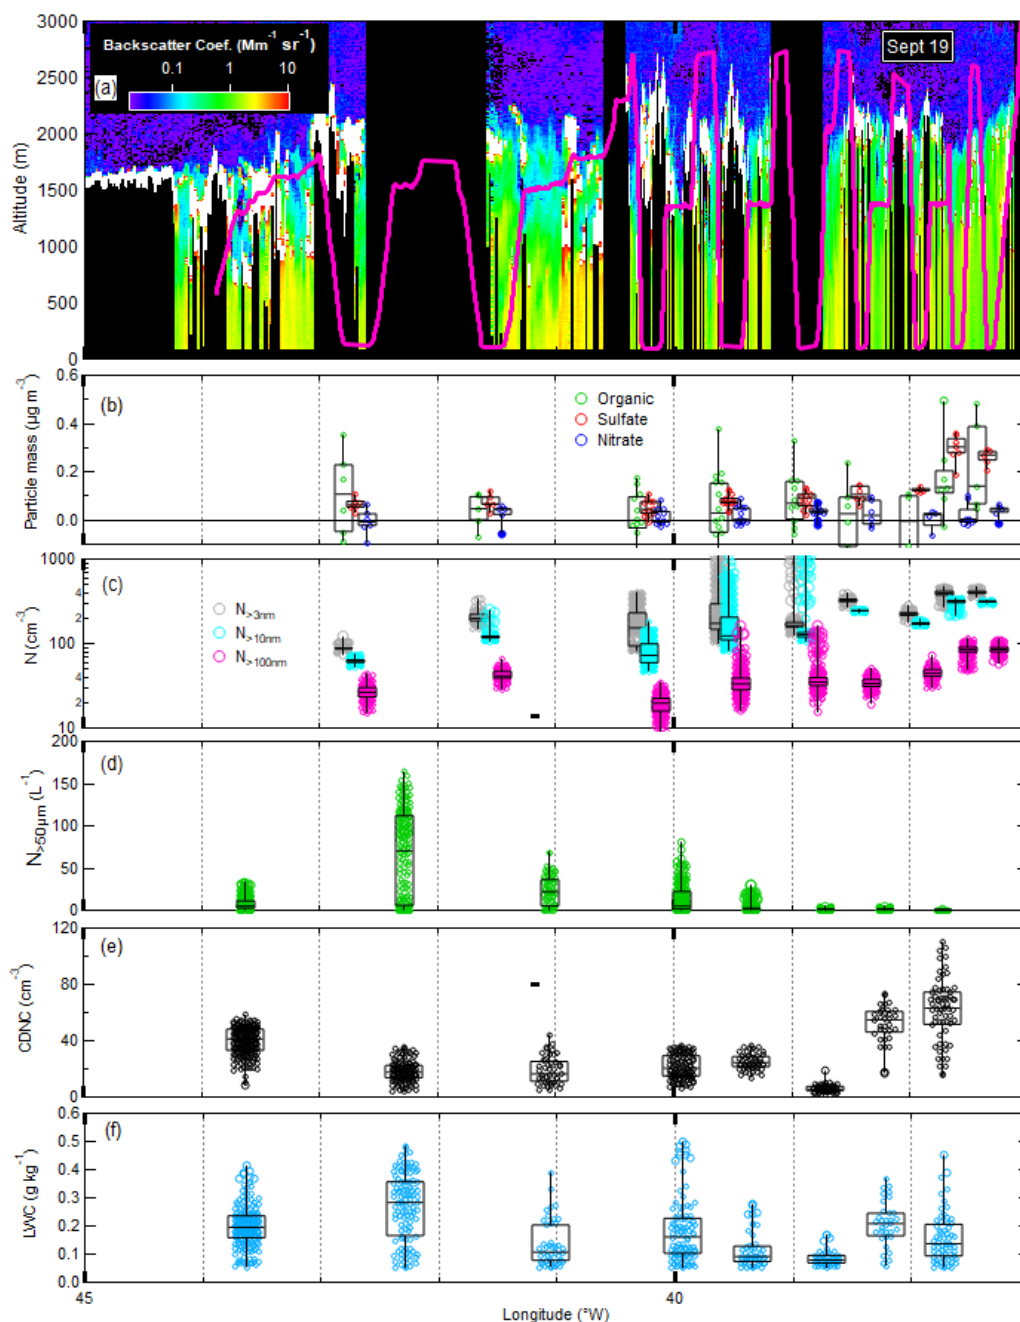 3000
2500
2000
1500
1000
500
0
Altitude (m)
Backscatter Coef. (Mm⁻¹ sr⁻¹)
0.1 1 10
(a)
Sept 19
0.6
0.4
0.2
0.0
Particle mass (µg m⁻³)
(b)
Organic
Sulfate
Nitrate
1000
4
2
100
4
2
10
N (cm⁻³)
(c)
N>3nm
N>10nm
N>100nm
200
150
100
50
0
N>50µm (L⁻¹)
(d)
120
80
40
0
CDNC (cm⁻³)
(e)
0.6
0.5
0.4
0.3
0.2
0.1
0.0
LWC (g kg⁻¹)
(f)
45 40
Longitude (°W)